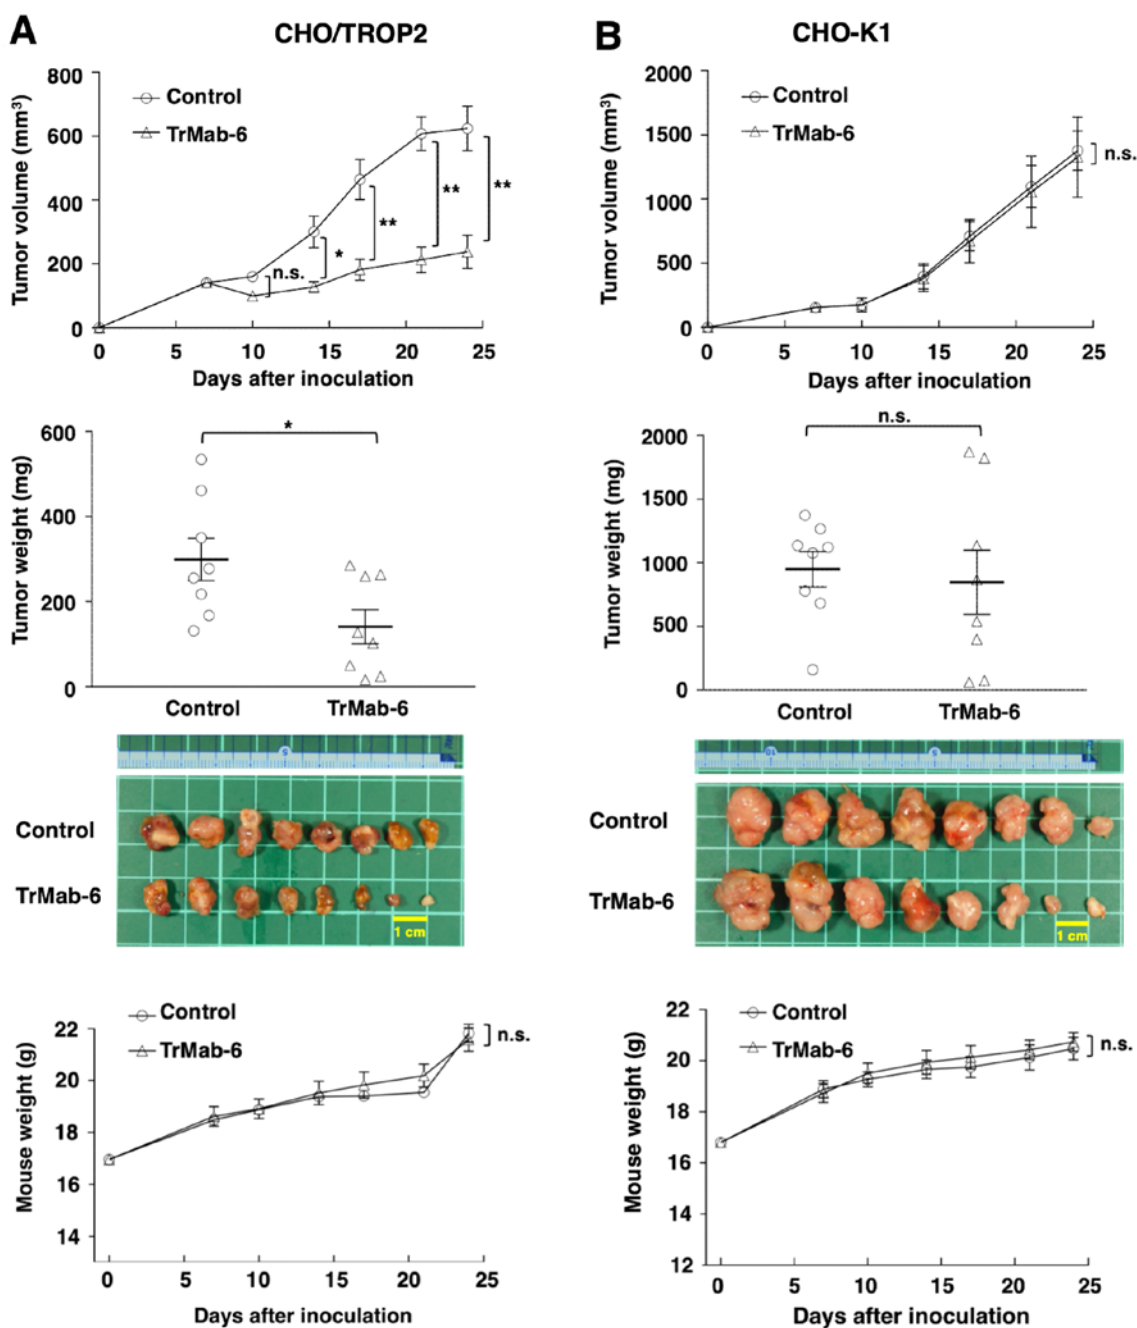 A
CHO/TROP2
Tumor volume (mm³)
800
600
400
200
0
Control
TrMab-6
n.s.
*
**
**
**
0 5 10 15 20 25
Days after inoculation
Tumor weight (mg)
600
400
200
0
*
Control TrMab-6
5
Control
TrMab-6
1 cm
Mouse weight (g)
22
20
18
16
14
Control
TrMab-6
n.s.
0 5 10 15 20 25
Days after inoculation
B
CHO-K1
Tumor volume (mm³)
2000
1500
1000
500
0
Control
TrMab-6
n.s.
0 5 10 15 20 25
Days after inoculation
Tumor weight (mg)
2000
1500
1000
500
0
n.s.
Control TrMab-6
10 5
Control
TrMab-6
1 cm
Mouse weight (g)
22
20
18
16
14
12
Control
TrMab-6
n.s.
0 5 10 15 20 25
Days after inoculation